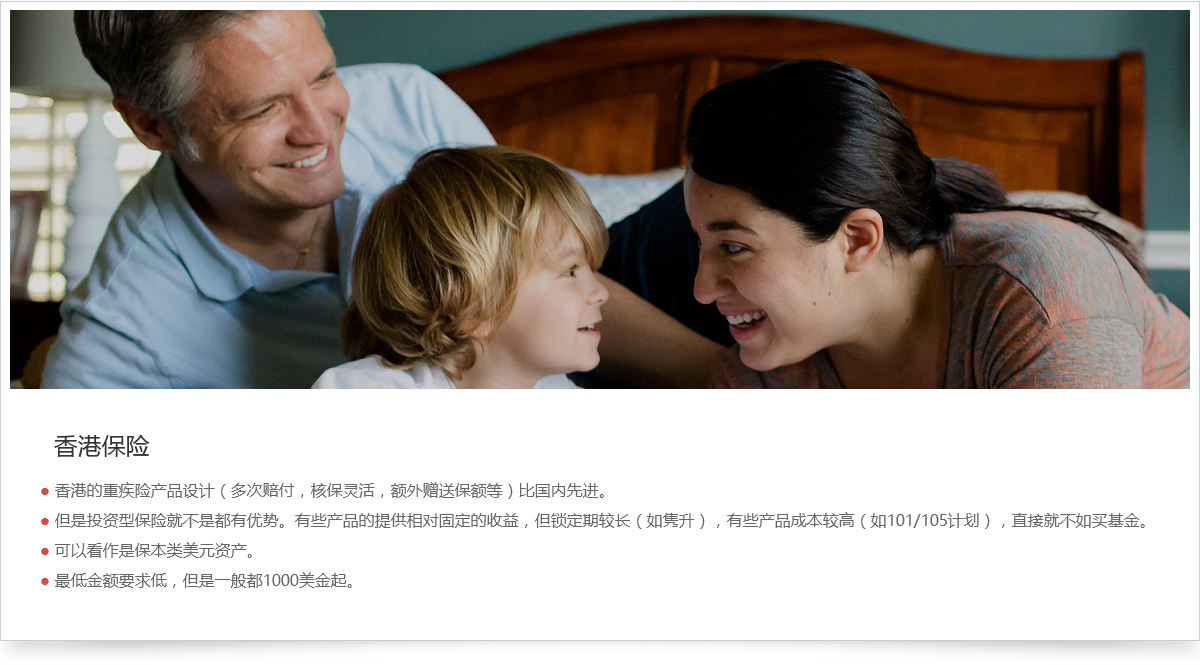 香港保险
香港的重疾险产品设计（多次赔付，核保灵活，额外赠送保额等）比国内先进。
但是投资型保险就不是都有优势。有些产品的提供相对固定的收益，但锁定期较长（如隽升），有些产品成本较高（如101/105计划），直接就不如买基金。
可以看作是保本类美元资产。
最低金额要求低，但是一般都1000美金起。